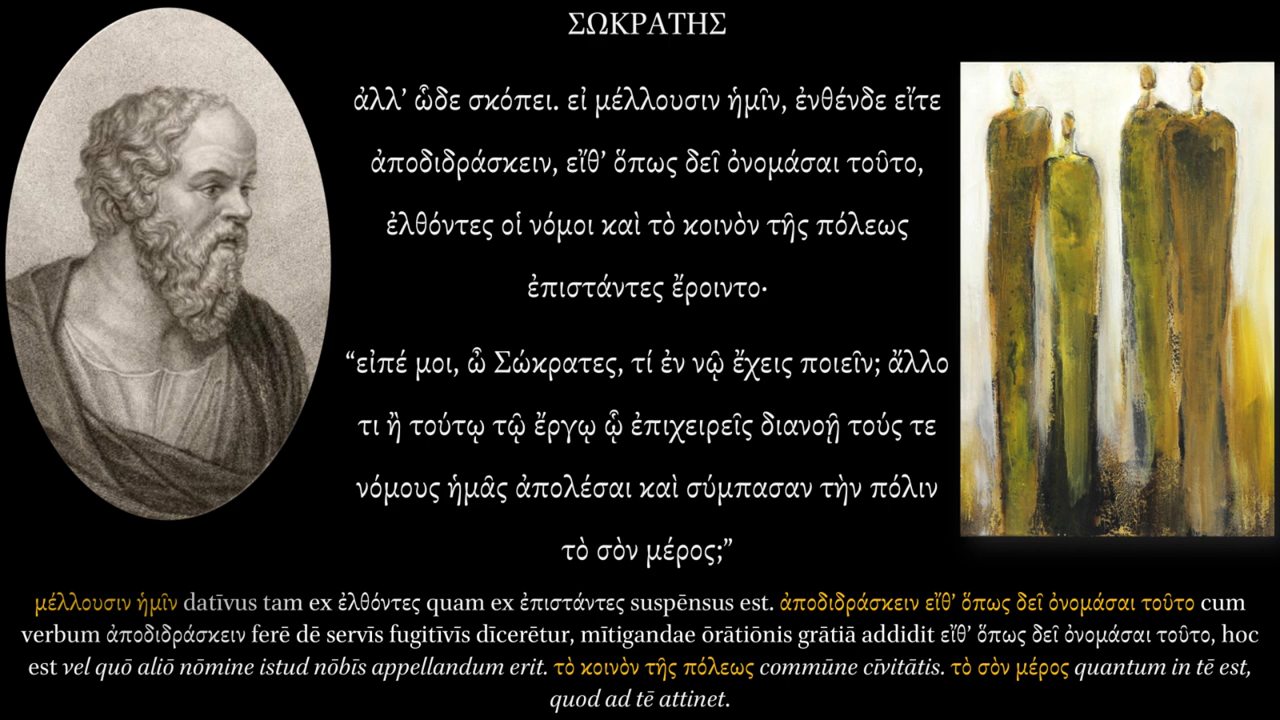 ΣΩΚΡΑΤΗΣ
ἀλλ’ ὧδε σκόπει. εἰ μέλλουσιν ἡμῖν, ἐνθένδε εἴτε
ἀποδιδράσκειν, εἴθ’ ὅπως δεῖ ὀνομάσαι τοῦτο,
ἐλθόντες οἱ νόμοι καὶ τὸ κοινὸν τῆς πόλεως
ἐπιστάντες ἔροιντο·
“εἰπέ μοι, ὦ Σώκρατες, τί ἐν νῷ ἔχεις ποιεῖν; ἄλλο
τι ἢ τούτῳ τῷ ἔργῳ ᾧ ἐπιχειρεῖς διανοῇ τούς τε
νόμους ἡμᾶς ἀπολέσαι καὶ σύμπασαν τὴν πόλιν
τὸ σὸν μέρος;”
μέλλουσιν ἡμῖν datīvus tam ex ἐλθόντες quam ex ἐπιστάντες suspēnsus est. ἀποδιδράσκειν εἴθ’ ὅπως δεῖ ὀνομάσαι τοῦτο cum
verbum ἀποδιδράσκειν ferē dē servīs fugitīvīs dīcerētur, mītigandae ōrātiōnis grātiā addidit εἴθ’ ὅπως δεῖ ὀνομάσαι τοῦτο, hoc
est vel quō aliō nōmine istud nōbīs appellandum erit. τὸ κοινὸν τῆς πόλεως commūne cīvitātis. τὸ σὸν μέρος quantum in tē est,
quod ad tē attinet.